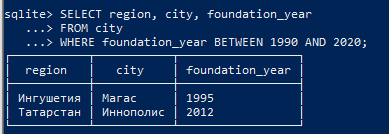 sqlite> SELECT region, city, foundation_year
...> FROM city
...> WHERE foundation_year BETWEEN 1990 AND 2020;
region city foundation_year
Ингушетия Магас 1995
Татарстан Иннополис 2012